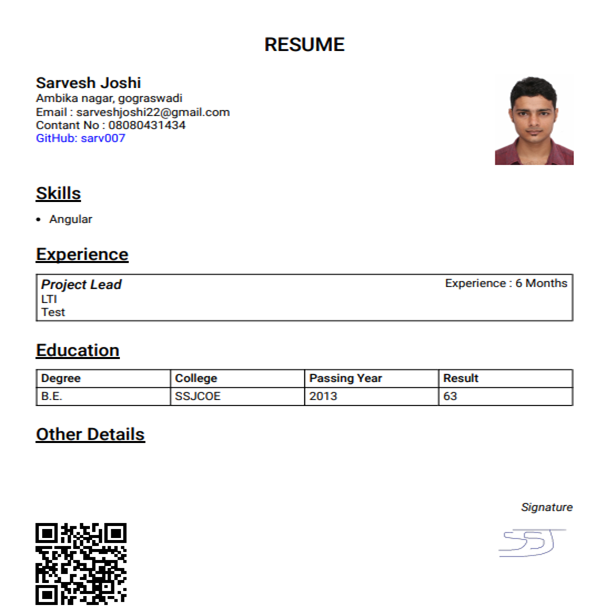 RESUME
Sarvesh Joshi
Ambika nagar, gograswadi
Email : sarveshjoshi22@gmail.com
Contant No : 08080431434
GitHub: sarv007
Skills
• Angular
Experience
Project Lead Experience : 6 Months
LTI
Test
Education
Degree College Passing Year Result
B.E. SSJCOE 2013 63
Other Details
Signature
SSJ